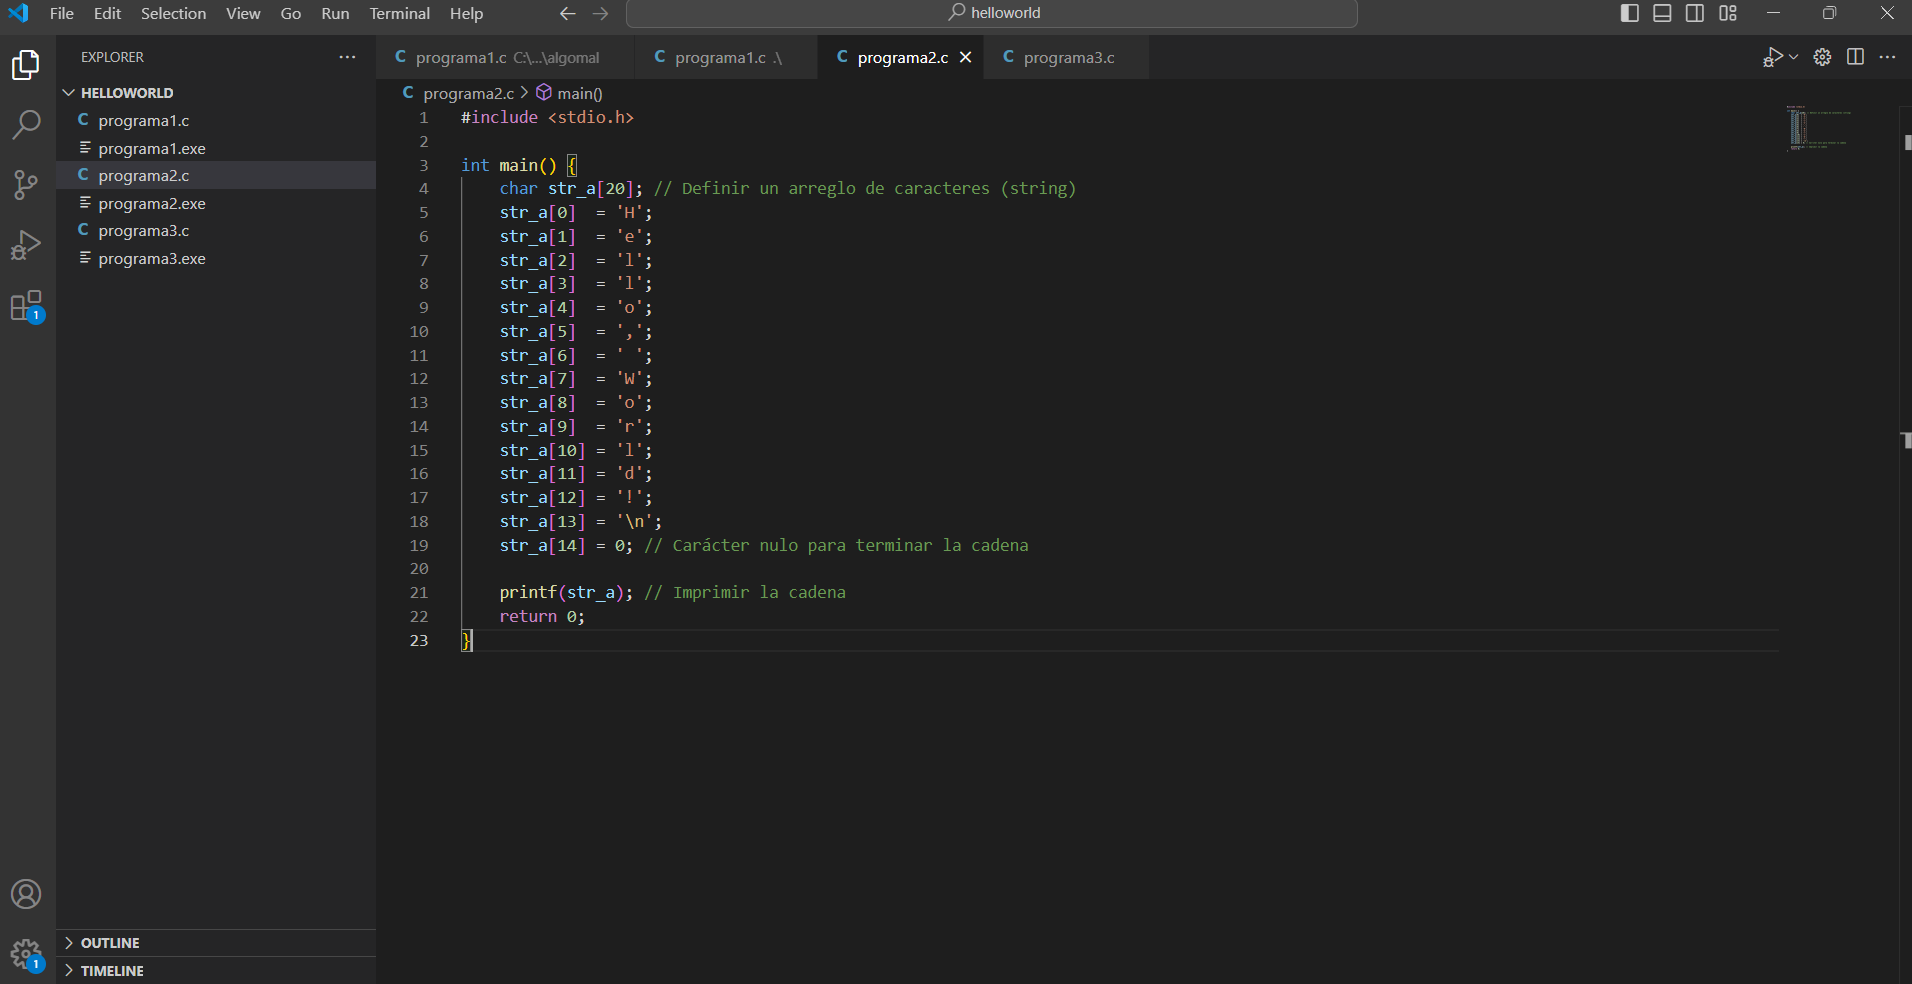 File Edit Selection View Go Run Terminal Help helloworld
EXPLORER
HELLOWORLD
programa1.c
programa1.exe
programa2.c
programa2.exe
programa3.c
programa3.exe
1
1
OUTLINE
TIMELINE
C programa1.c C:\...\algomal C programa1.c .\ C programa2.c C programa3.c
C programa2.c > main()
1 #include <stdio.h>
2
3 int main() {
4 char str_a[20]; // Definir un arreglo de caracteres (string)
5 str_a[0]  = 'H';
6 str_a[1]  = 'e';
7 str_a[2]  = 'l';
8 str_a[3]  = 'l';
9 str_a[4]  = 'o';
10 str_a[5]  = ',';
11 str_a[6]  = ' ';
12 str_a[7]  = 'W';
13 str_a[8]  = 'o';
14 str_a[9]  = 'r';
15 str_a[10] = 'l';
16 str_a[11] = 'd';
17 str_a[12] = '!';
18 str_a[13] = '\n';
19 str_a[14] = 0; // Carácter nulo para terminar la cadena
20
21 printf(str_a); // Imprimir la cadena
22 return 0;
23 }